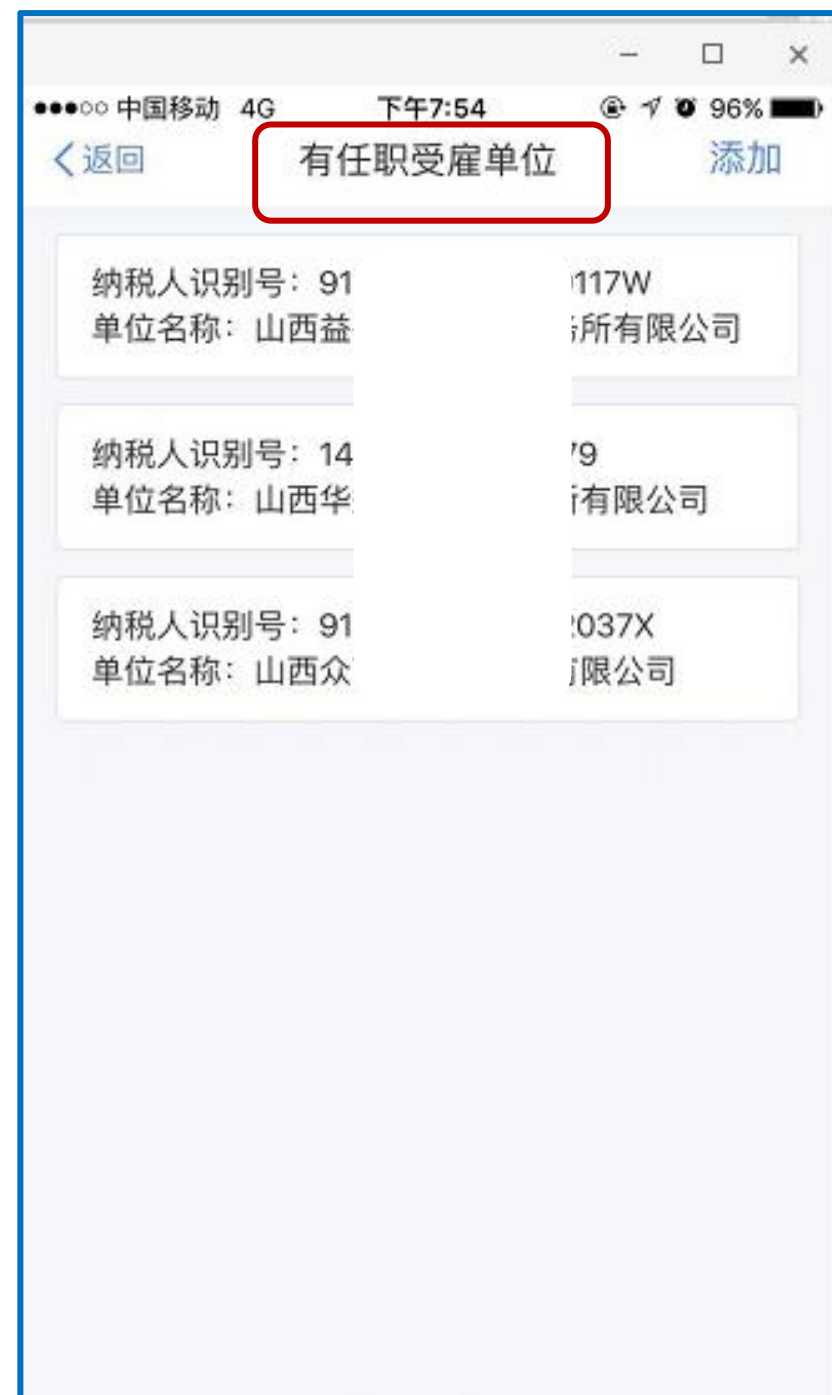 中国移动 4G 下午7:54 96%
返回 有任职受雇单位 添加
纳税人识别号：91 117W
单位名称：山西益 所有限公司
纳税人识别号：14 79
单位名称：山西华 有限公司
纳税人识别号：91 2037X
单位名称：山西众 限公司